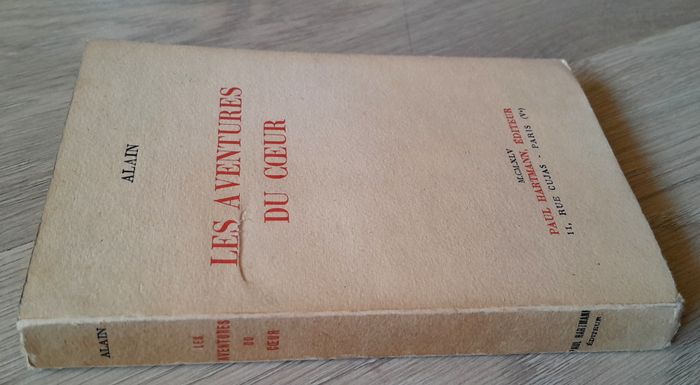 ALAIN
LES AVENTURES
DU CŒUR
MCMXLV
PAUL HARTMANN, ÉDITEUR
11, RUE CUJAS - PARIS (Vᵉ)
ALAIN
LES
AVENTURES
DU
CŒUR
PAUL HARTMANN
ÉDITEUR